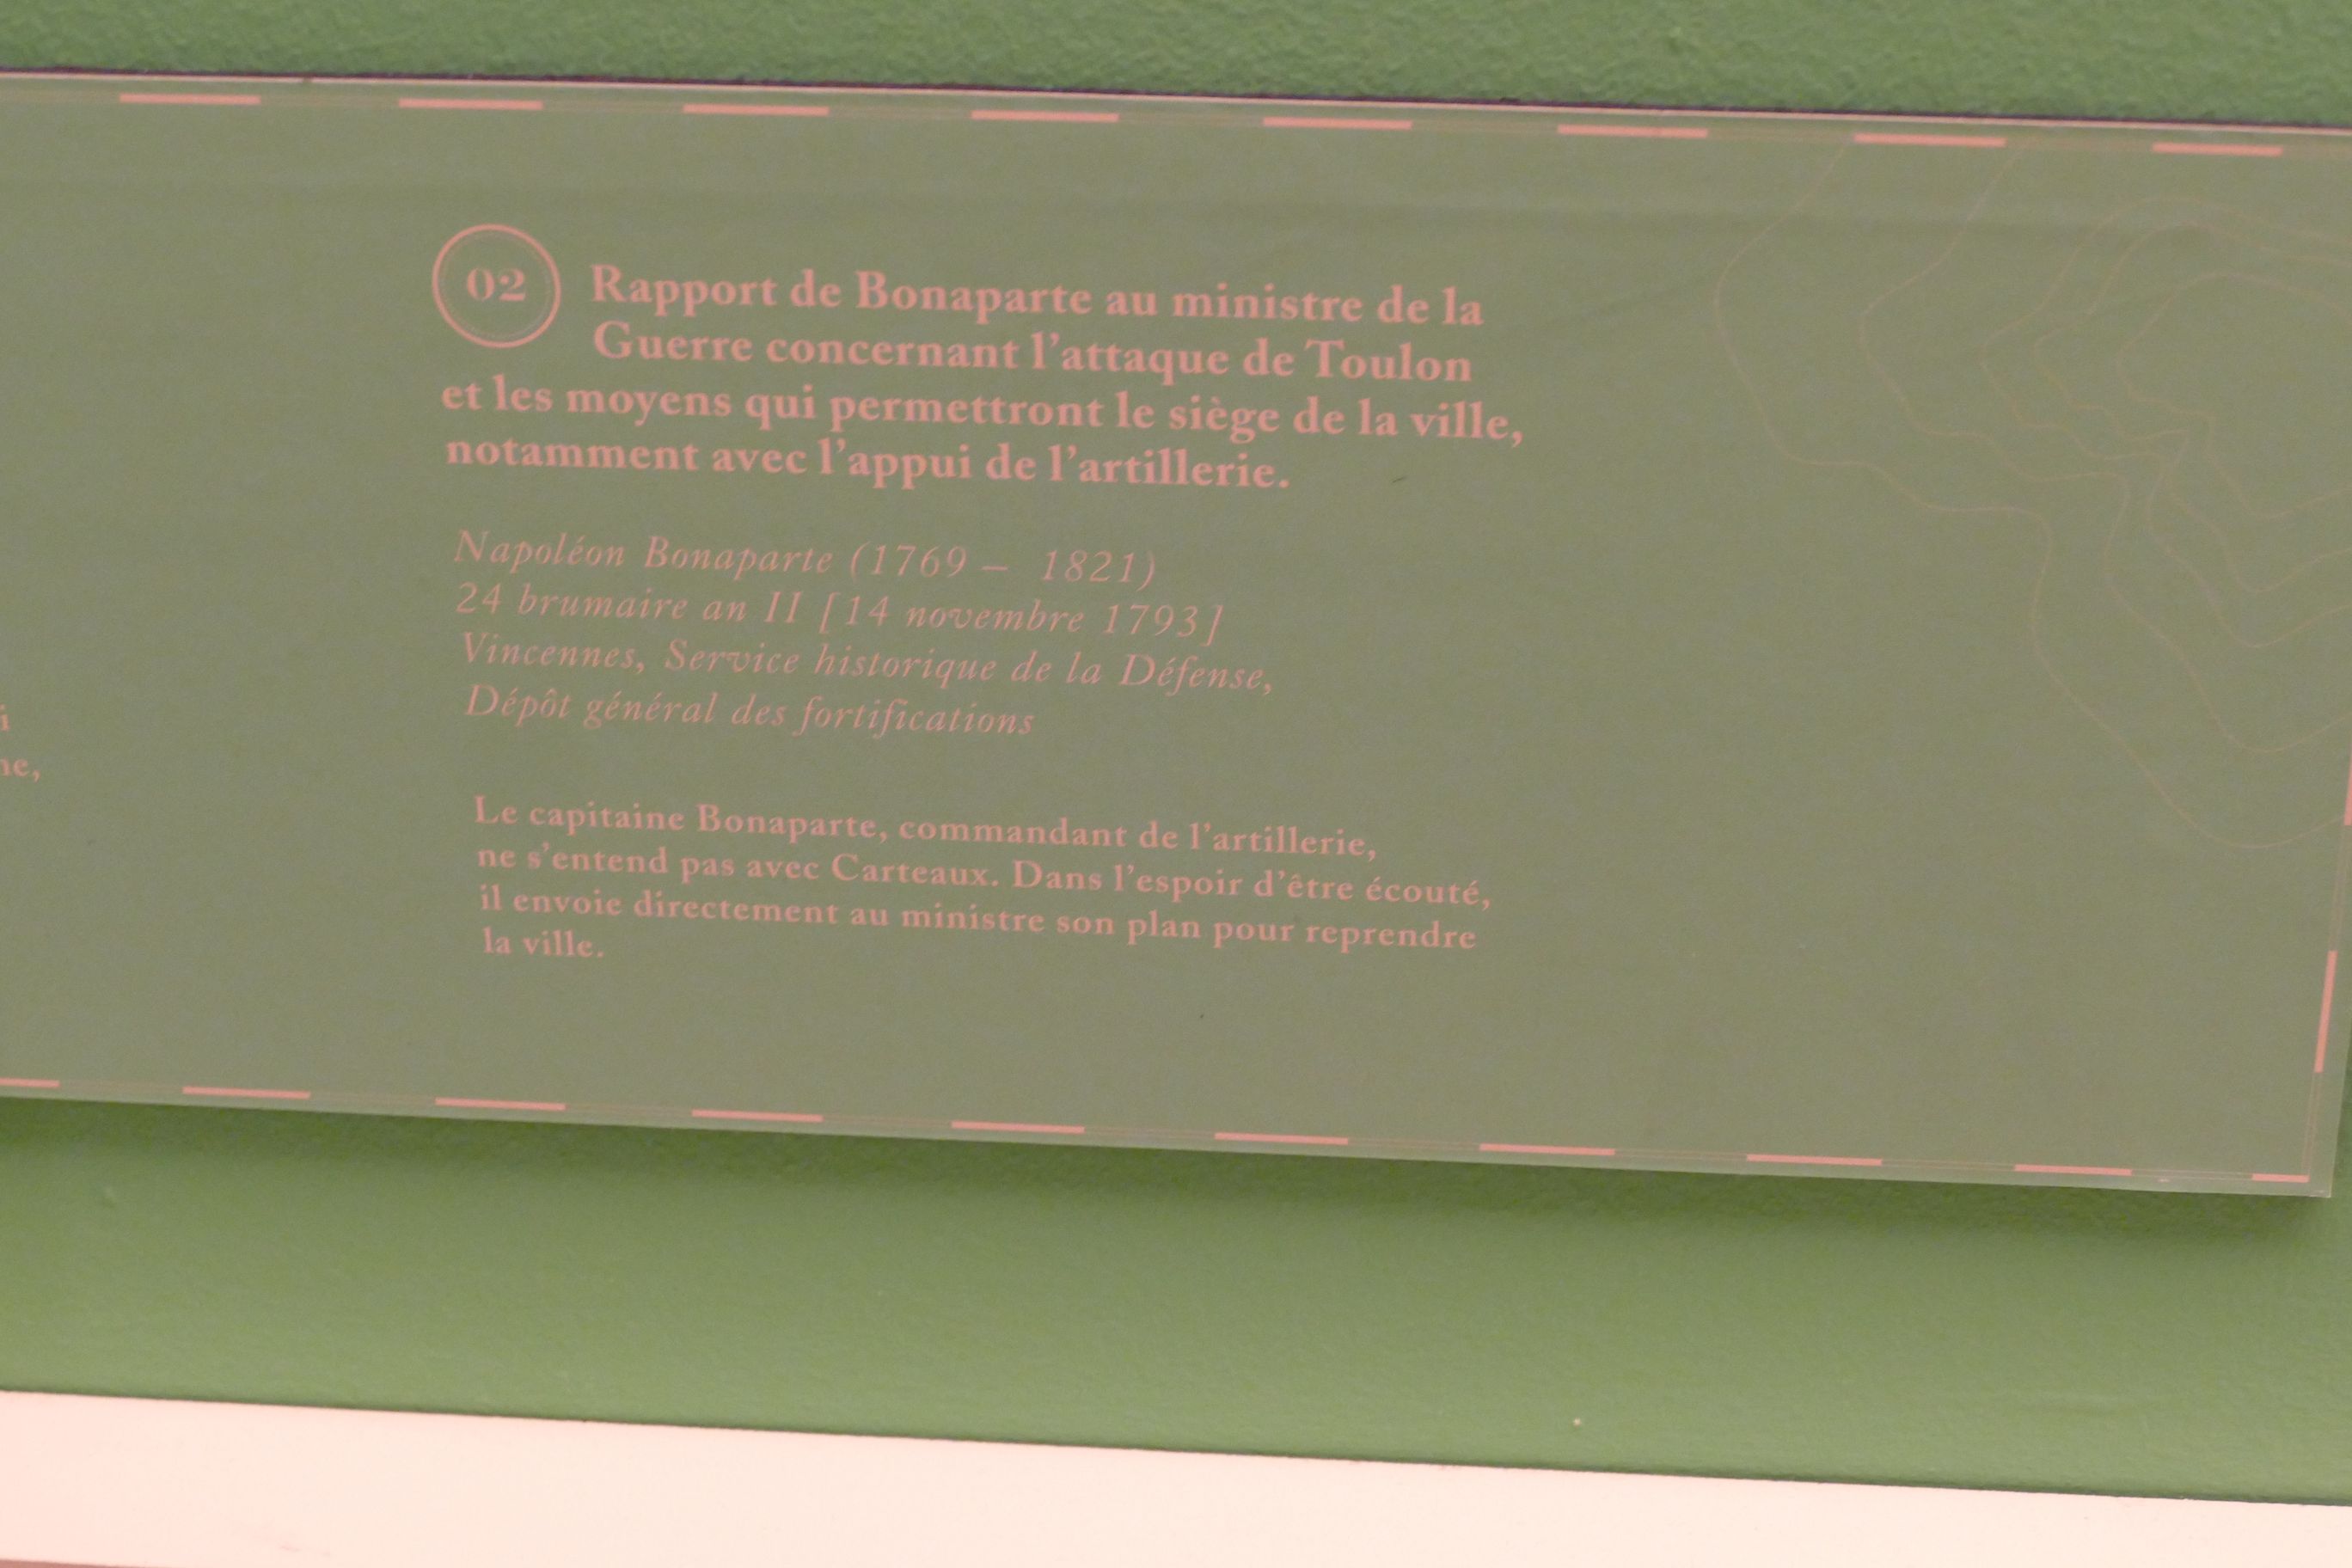 i
ne,
02
Rapport de Bonaparte au ministre de la
Guerre concernant l'attaque de Toulon
et les moyens qui permettront le siège de la ville,
notamment avec l'appui de l'artillerie.
Napoléon Bonaparte (1769 – 1821)
24 brumaire an II [14 novembre 1793]
Vincennes, Service historique de la Défense,
Dépôt général des fortifications
Le capitaine Bonaparte, commandant de l'artillerie,
ne s'entend pas avec Carteaux. Dans l'espoir d'être écouté,
il envoie directement au ministre son plan pour reprendre
la ville.